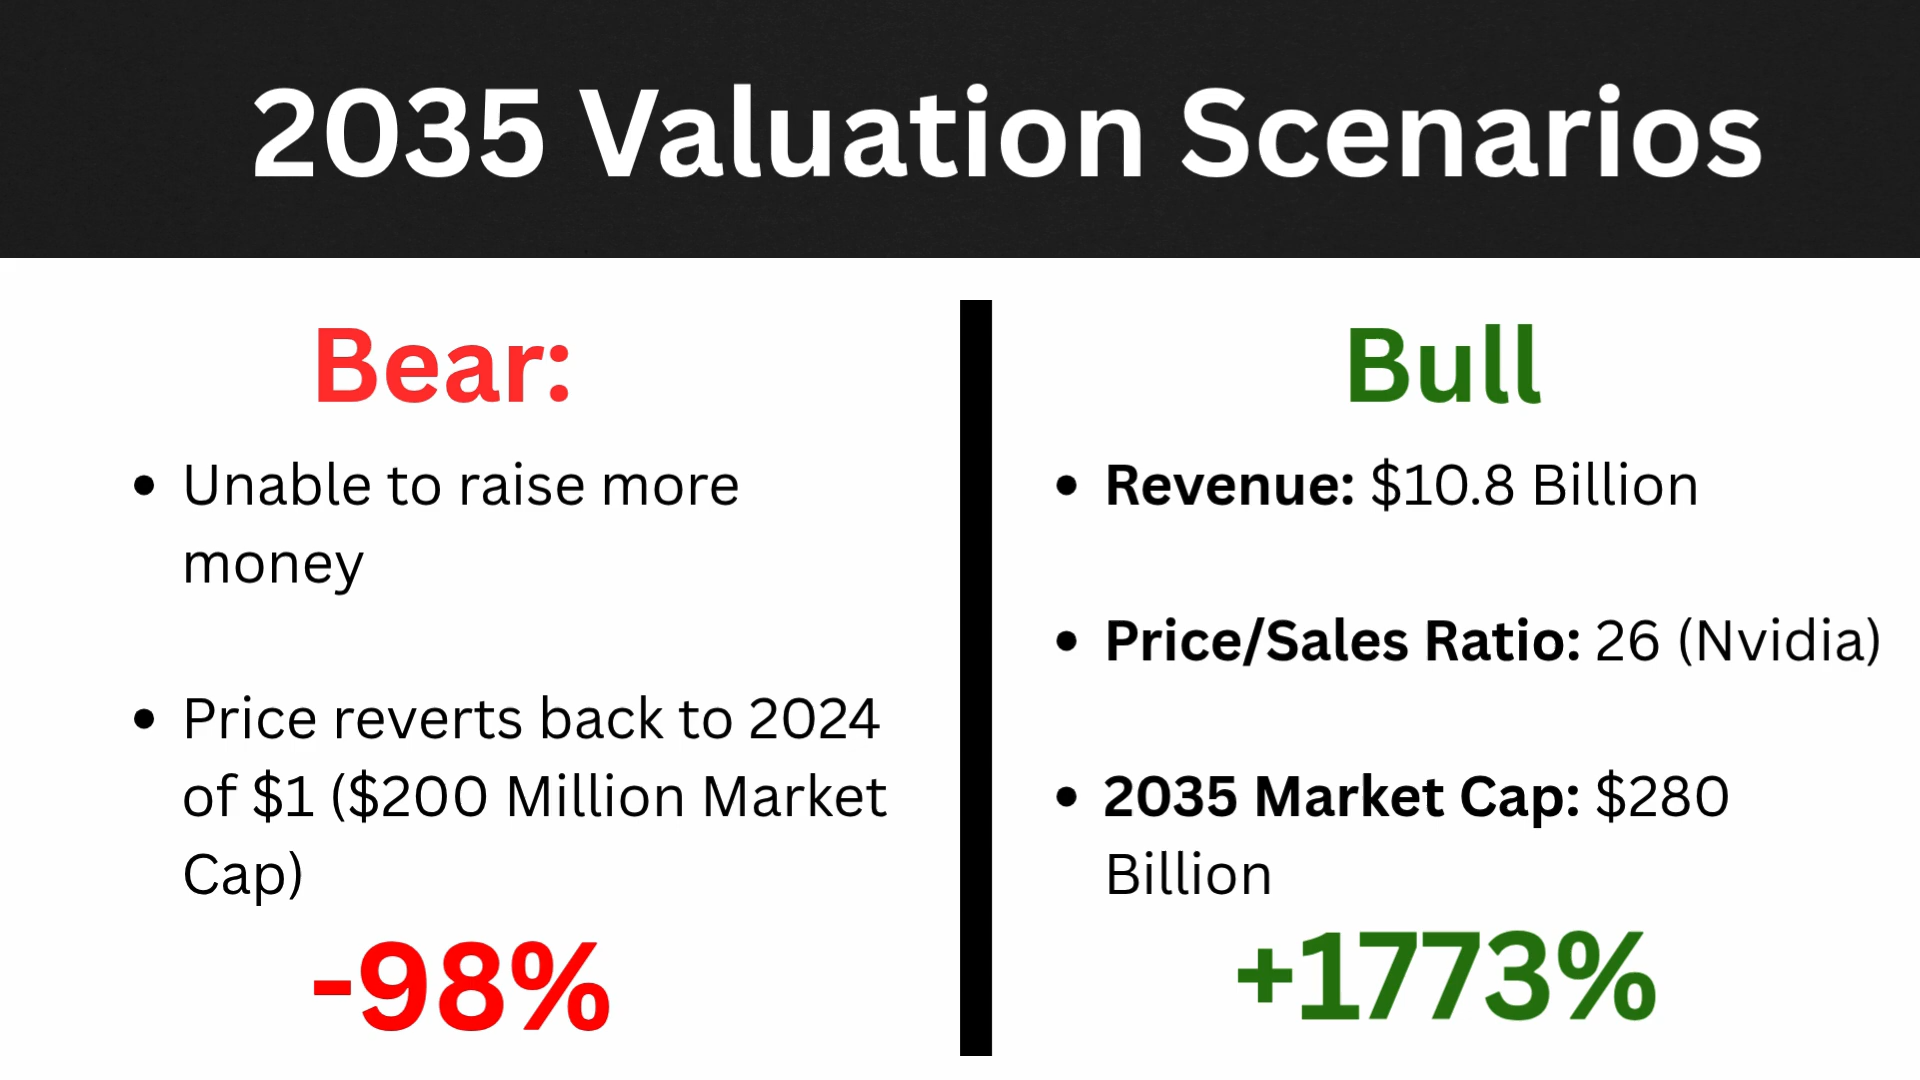 2035 Valuation Scenarios
Bear:
• Unable to raise more
money
• Price reverts back to 2024
of $1 ($200 Million Market
Cap)
-98%
Bull
• Revenue: $10.8 Billion
• Price/Sales Ratio: 26 (Nvidia)
• 2035 Market Cap: $280
Billion
+1773%